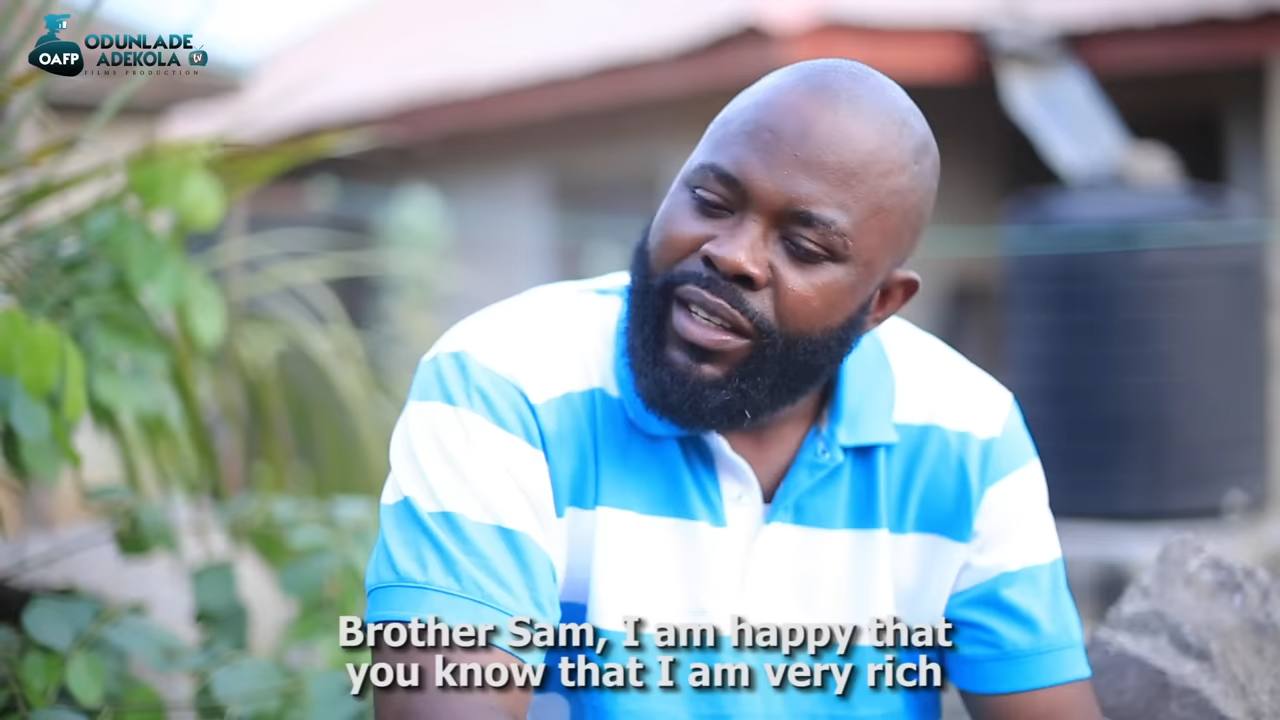 OAFP
ODUNLADE
ADEKOLA TV
FILMS PRODUCTION
Brother Sam, I am happy that
you know that I am very rich